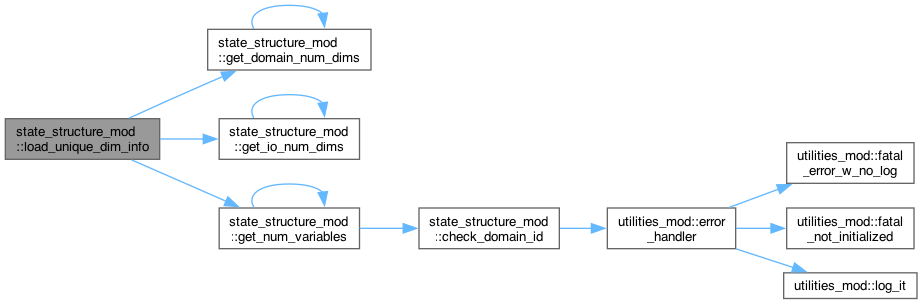 state_structure_mod
::load_unique_dim_info
state_structure_mod
::get_domain_num_dims
state_structure_mod
::get_io_num_dims
state_structure_mod
::get_num_variables
state_structure_mod
::check_domain_id
utilities_mod::error
_handler
utilities_mod::fatal
_error_w_no_log
utilities_mod::fatal
_not_initialized
utilities_mod::log_it